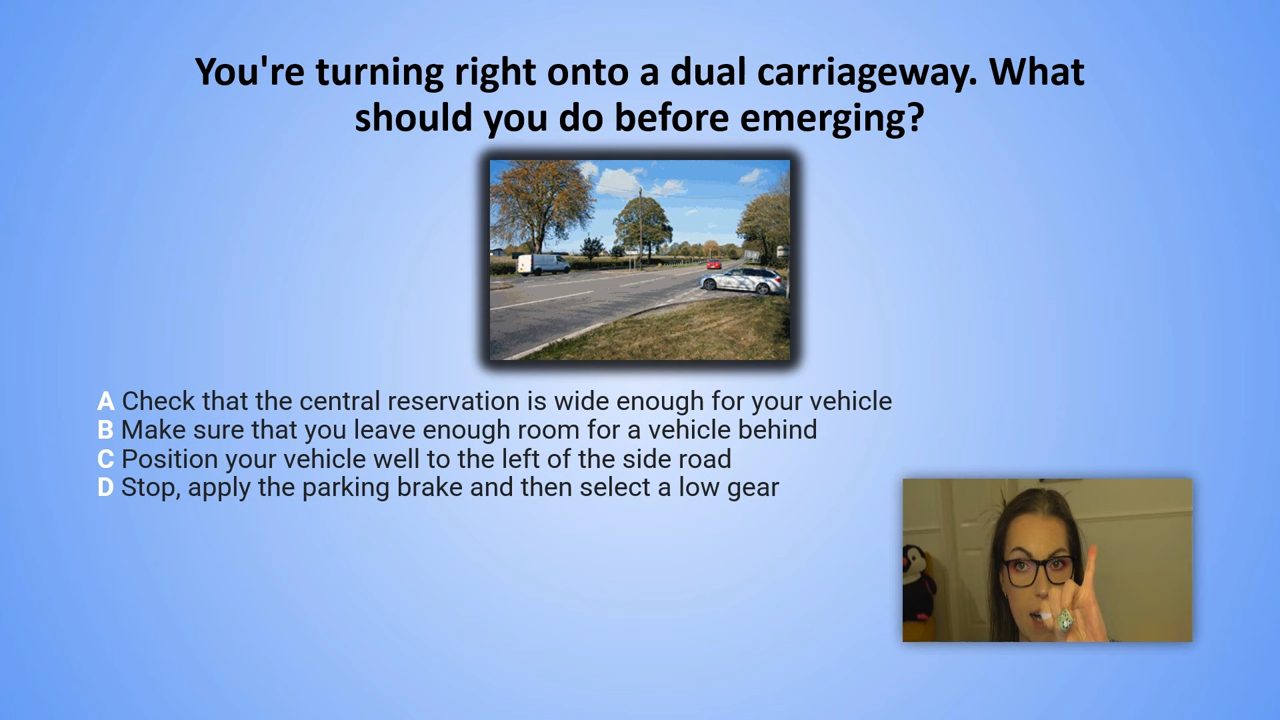 You're turning right onto a dual carriageway. What
should you do before emerging?
A Check that the central reservation is wide enough for your vehicle
B Make sure that you leave enough room for a vehicle behind
C Position your vehicle well to the left of the side road
D Stop, apply the parking brake and then select a low gear